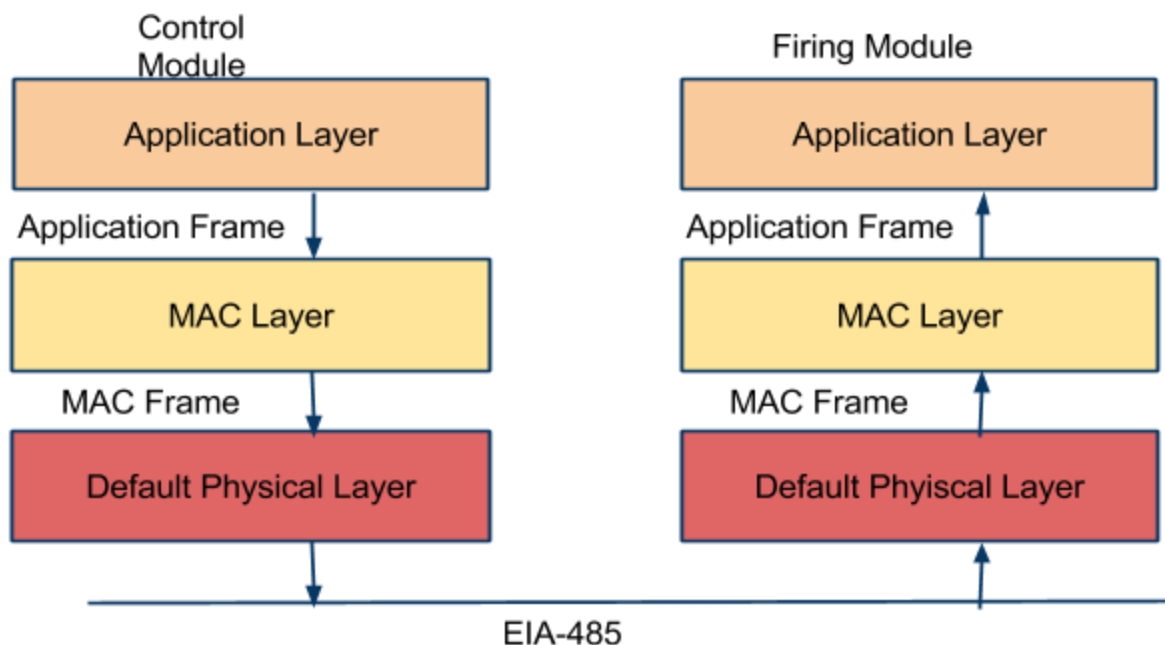 Control
Module
Firing Module
Application Layer
Application Layer
Application Frame
Application Frame
MAC Layer
MAC Layer
MAC Frame
MAC Frame
Default Physical Layer
Default Phyiscal Layer
EIA-485